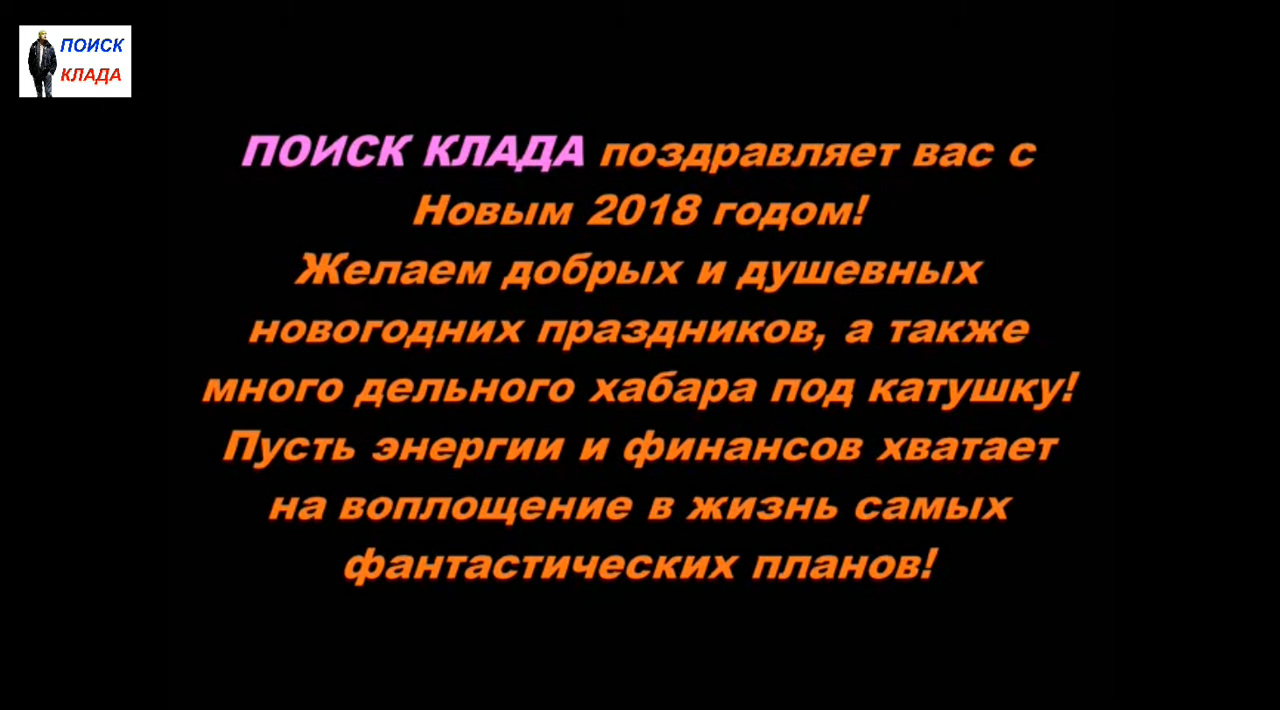 ПОИСК
КЛАДА
ПОИСК КЛАДА поздравляет вас с
Новым 2018 годом!
Желаем добрых и душевных
новогодних праздников, а также
много дельного хабара под катушку!
Пусть энергии и финансов хватает
на воплощение в жизнь самых
фантастических планов!